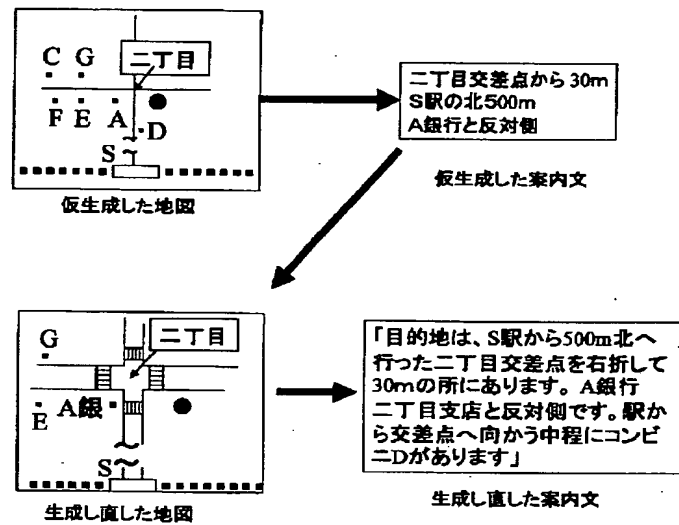 C G
二丁目
F E A D
S
仮生成した地図
二丁目交差点から30m
S駅の北500m
A銀行と反対側
仮生成した案内文
G
二丁目
E A銀
S
生成し直した地図
「目的地は、S駅から500m北へ
行った二丁目交差点を右折して
30mの所にあります。A銀行
二丁目支店と反対側です。駅か
ら交差点へ向かう中程にコンビ
ニDがあります」
生成し直した案内文